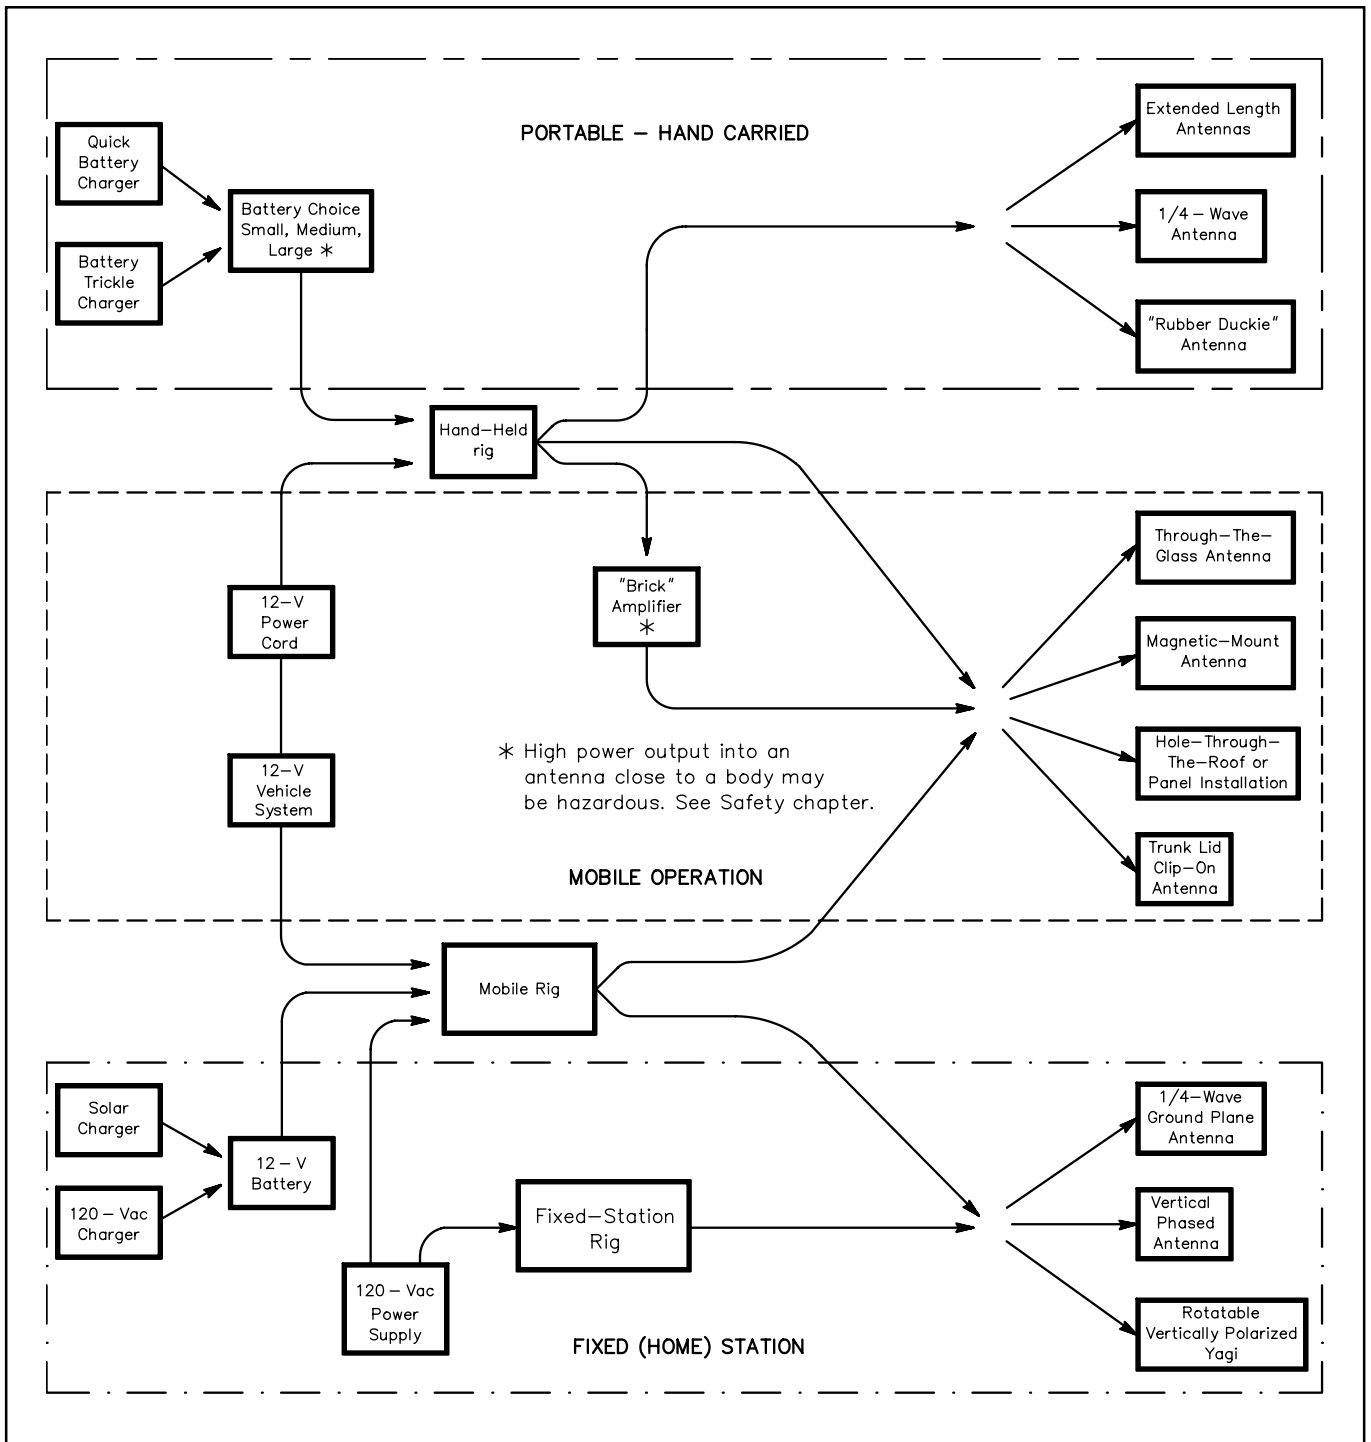 PORTABLE – HAND CARRIED
Quick
Battery
Charger
Battery
Trickle
Charger
Battery Choice
Small, Medium,
Large *
Extended Length
Antennas
1/4 – Wave
Antenna
"Rubber Duckie"
Antenna
Hand–Held
rig
12–V
Power
Cord
12–V
Vehicle
System
"Brick"
Amplifier
*
* High power output into an
antenna close to a body may
be hazardous. See Safety chapter.
MOBILE OPERATION
Through–The–
Glass Antenna
Magnetic–Mount
Antenna
Hole–Through–
The–Roof or
Panel Installation
Trunk Lid
Clip–On
Antenna
Mobile Rig
Solar
Charger
120–Vac
Charger
12 – V
Battery
120 – Vac
Power
Supply
Fixed–Station
Rig
FIXED (HOME) STATION
1/4–Wave
Ground Plane
Antenna
Vertical
Phased
Antenna
Rotatable
Vertically Polarized
Yagi